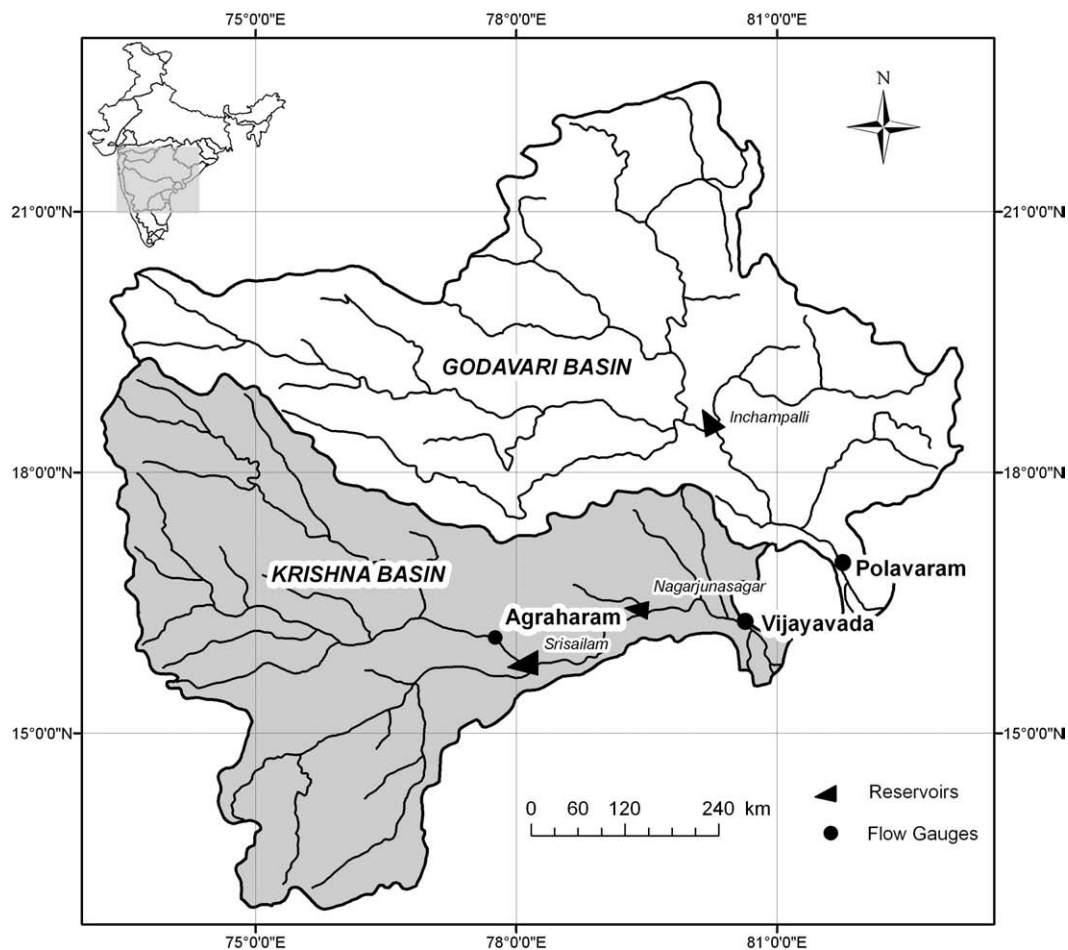 75°0'0"E
78°0'0"E
81°0'0"E
N
21°0'0"N
21°0'0"N
GODAVARI BASIN
Inchampalli
18°0'0"N
18°0'0"N
KRISHNA BASIN
Nagarjunasagar
Polavaram
Agraharam
Vijayavada
Srisailam
15°0'0"N
15°0'0"N
0 60 120 240 km
Reservoirs
Flow Gauges
75°0'0"E
78°0'0"E
81°0'0"E